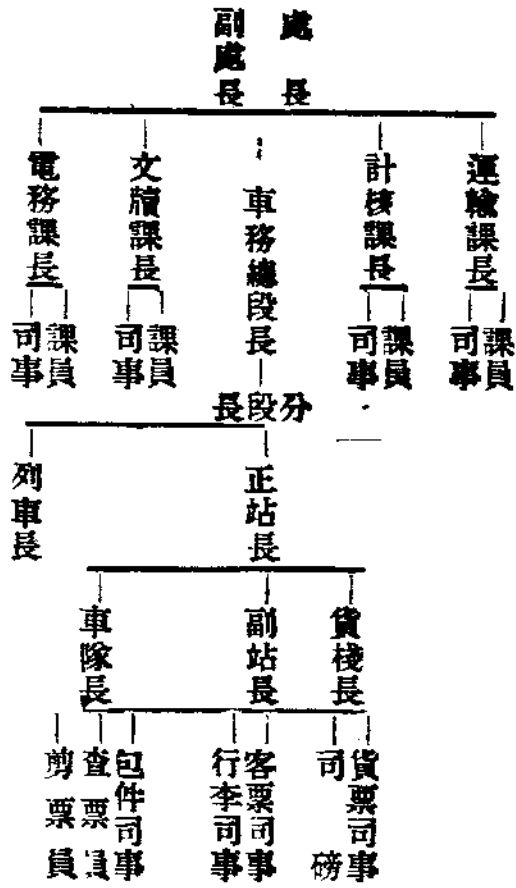 處長
副處長
運輸課長
計核課長
車務總段長
文牘課長
電務課長
課員
司事
課員
司事
課員
司事
課員
司事
分段長
正站長
列車長
貨棧長
副站長
車隊長
貨票司事
司磅
客票司事
行李司事
包件司事
查票員
剪票員